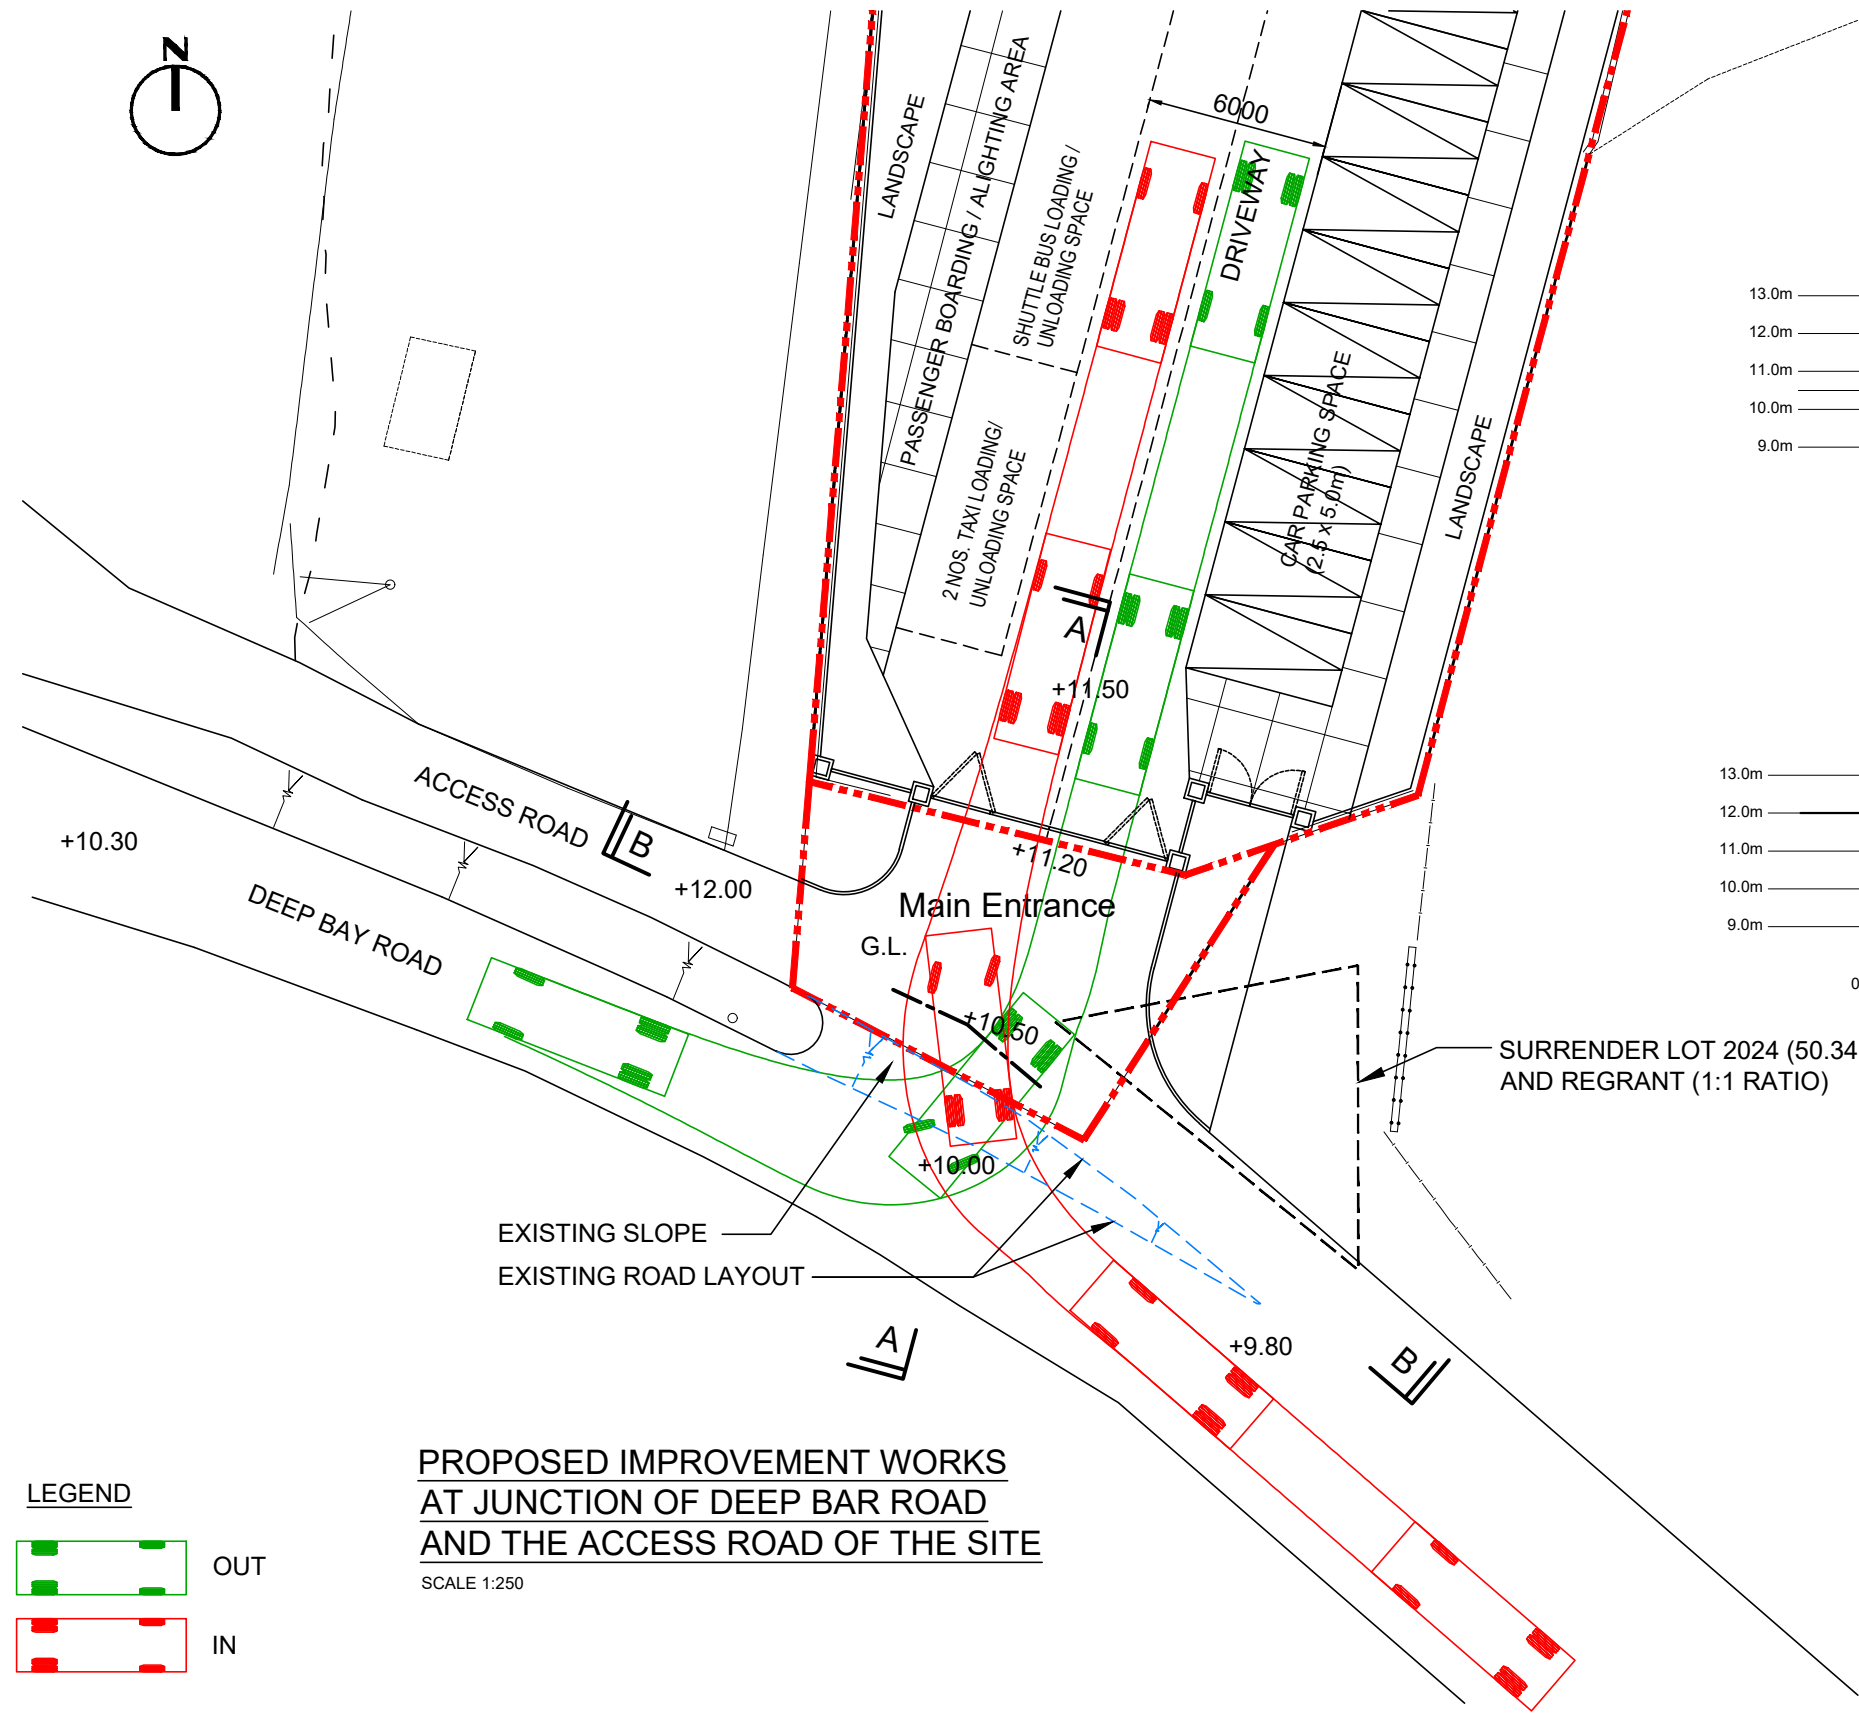 N
LANDSCAPE
PASSENGER BOARDING / ALIGHTING AREA
SHUTTLE BUS LOADING /
UNLOADING SPACE
2 NOS. TAXI LOADING/
UNLOADING SPACE
6000
DRIVEWAY
CAR PARKING SPACE
(2.5 x 5.0m)
LANDSCAPE
13.0m
12.0m
11.0m
10.0m
9.0m
A
+11.50
13.0m
12.0m
11.0m
10.0m
9.0m
0
ACCESS ROAD
+10.30
B
+12.00
DEEP BAY ROAD
+11.20
Main Entrance
G.L.
+10.50
+10.00
SURRENDER LOT 2024 (50.34
AND REGRANT (1:1 RATIO)
EXISTING SLOPE
EXISTING ROAD LAYOUT
A
+9.80
B
PROPOSED IMPROVEMENT WORKS
AT JUNCTION OF DEEP BAR ROAD
AND THE ACCESS ROAD OF THE SITE
SCALE 1:250
LEGEND
OUT
IN